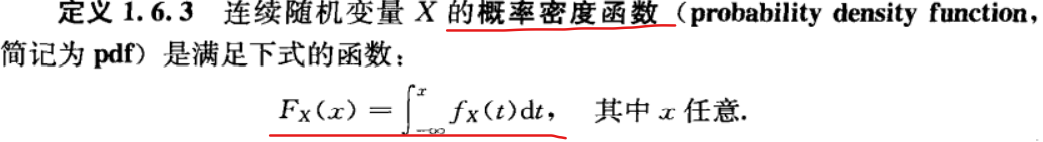 定义 1.6.3 连续随机变量 X 的概率密度函数（probability density function,
简记为 pdf）是满足下式的函数：
F_X(x) = ∫_{-∞}^{x} f_X(t)dt, 其中 x 任意.